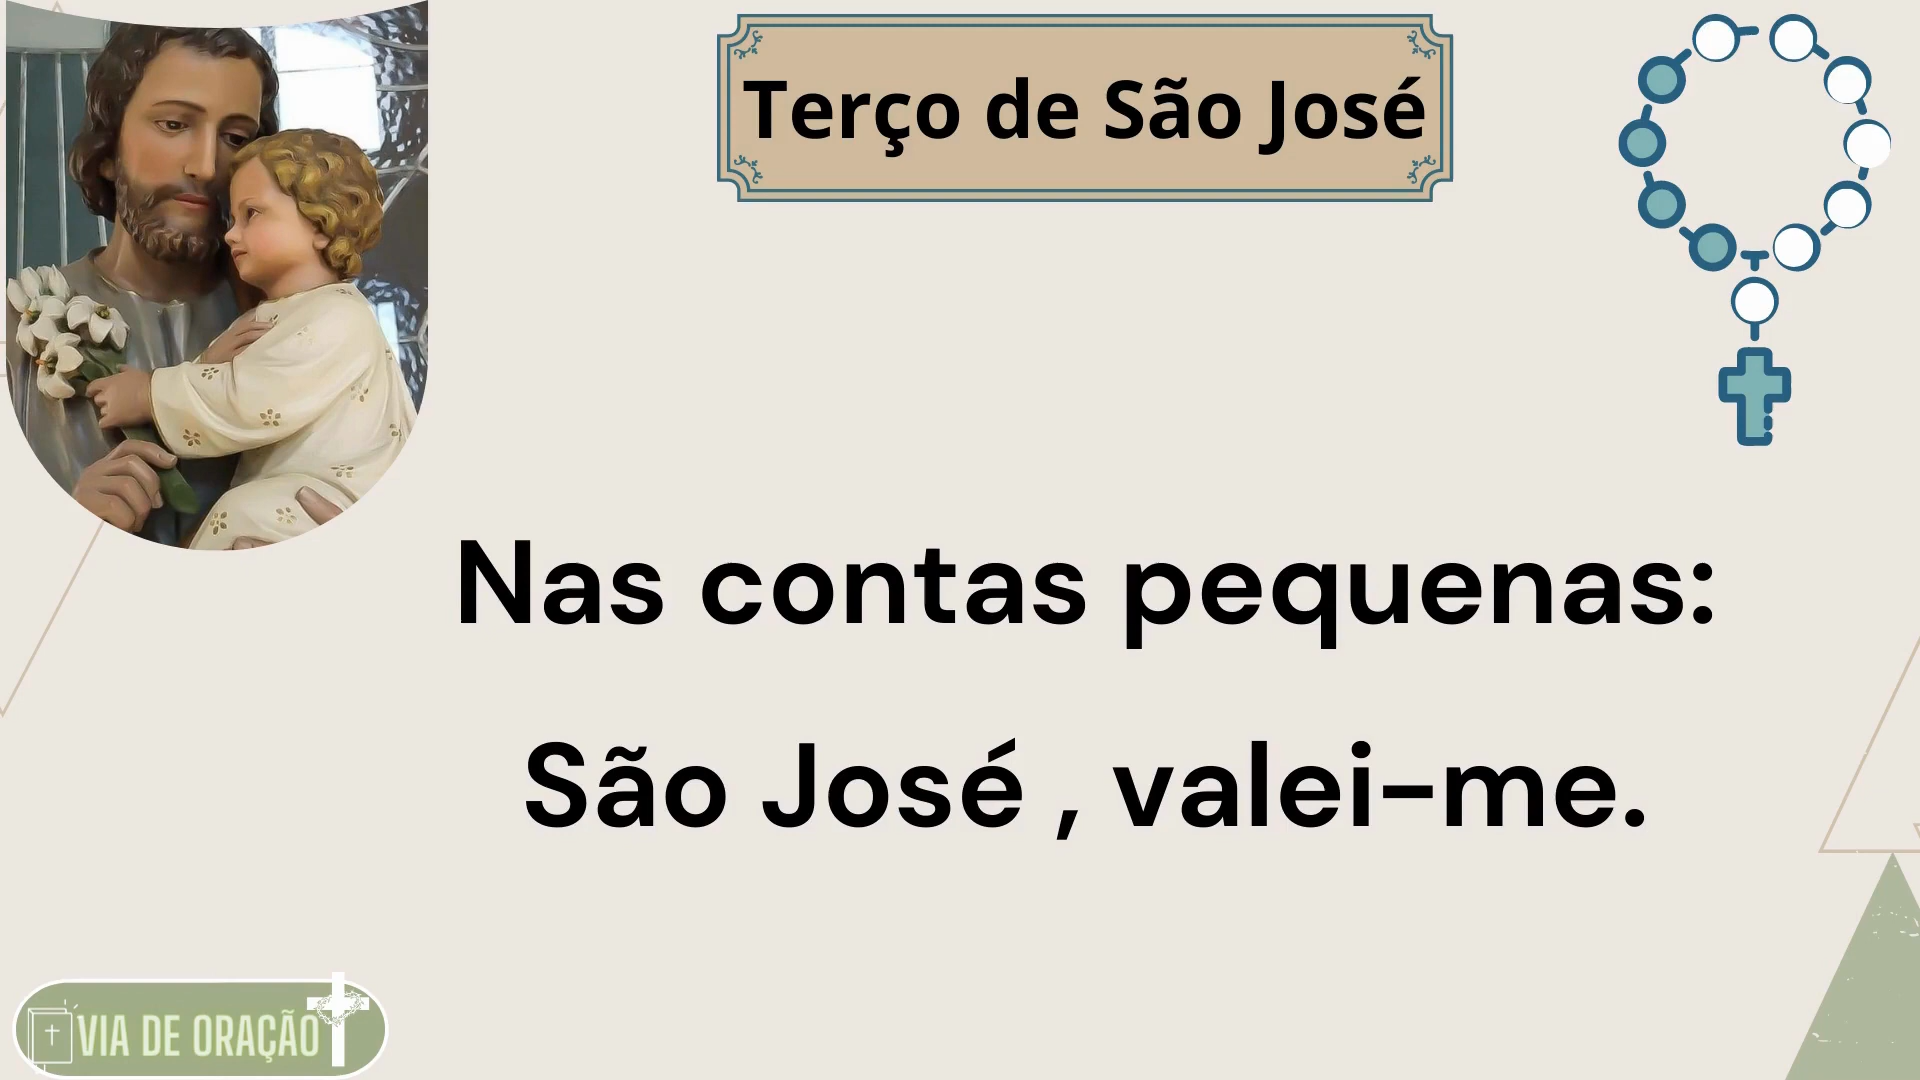 Terço de São José
Nas contas pequenas:
São José , valei-me.
VIA DE ORAÇÃO